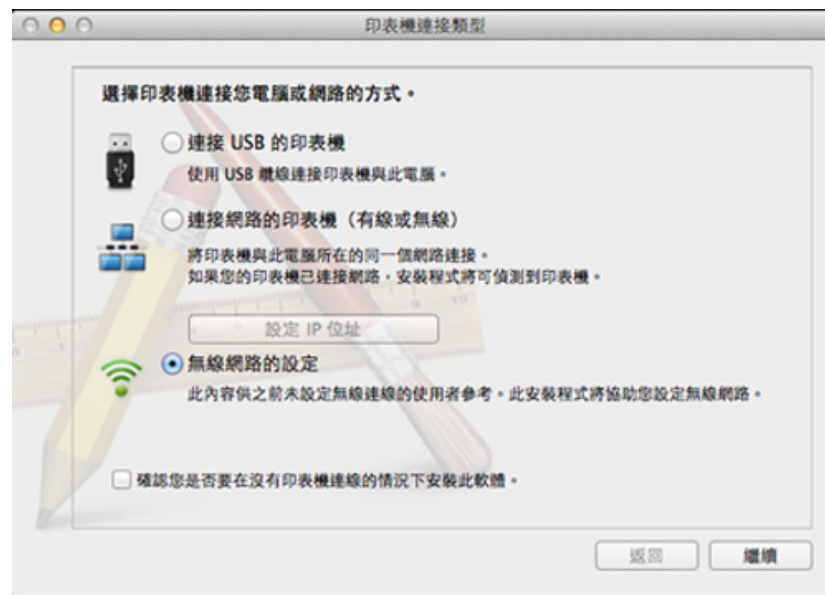 印表機連接類型
選擇印表機連接您電腦或網路的方式。
連接 USB 的印表機
使用 USB 纜線連接印表機與此電腦。
連接網路的印表機（有線或無線）
將印表機與此電腦所在的同一個網路連接。
如果您的印表機已連接網路，安裝程式將可偵測到印表機。
設定 IP 位址
無線網路的設定
此內容供之前未設定無線連線的使用者參考。此安裝程式將協助您設定無線網路。
確認您是否要在沒有印表機連線的情況下安裝此軟體。
返回
繼續